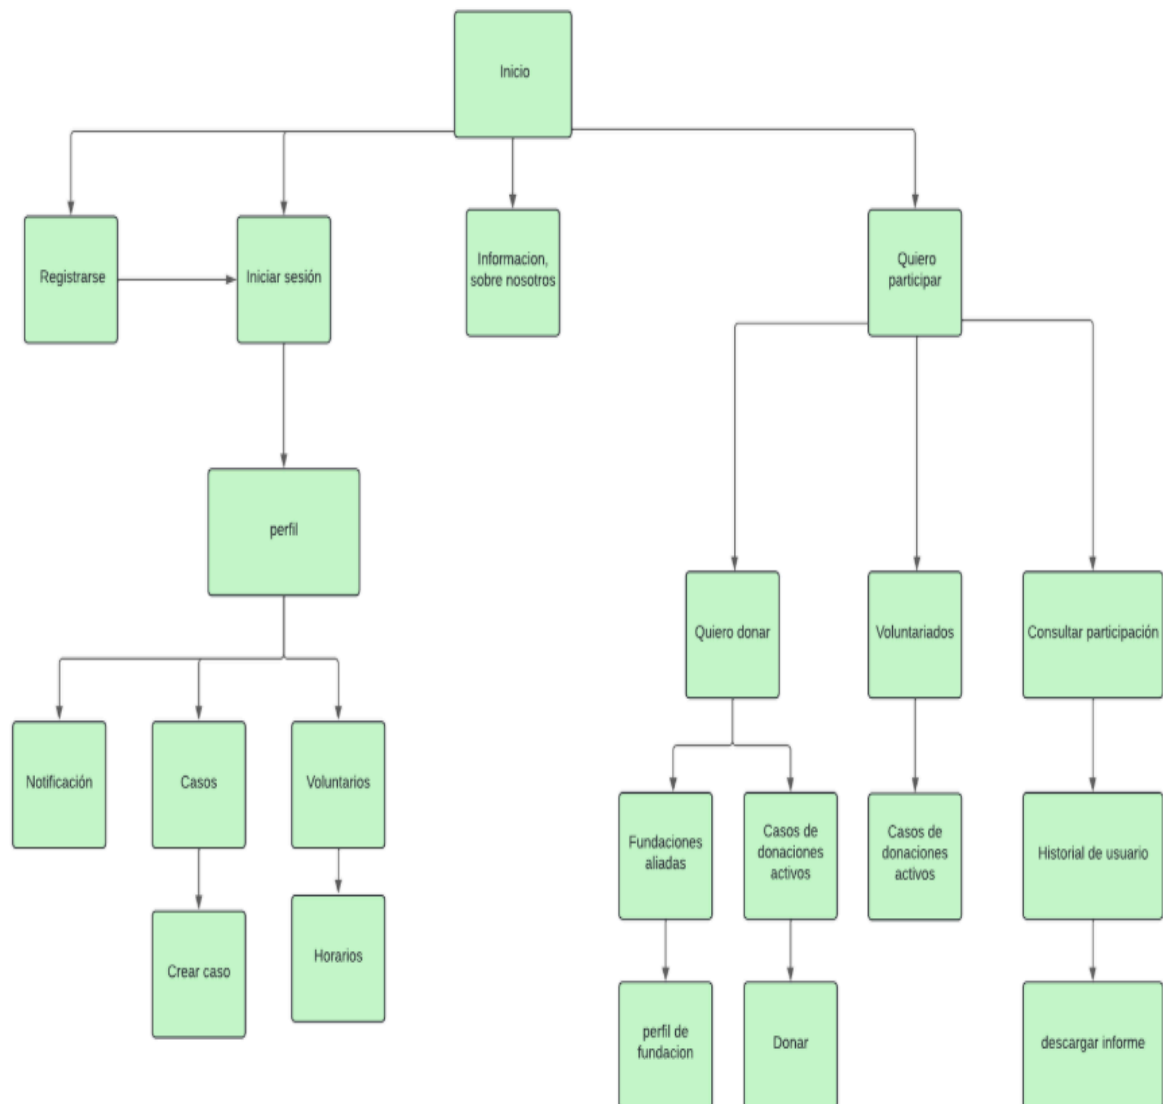 Inicio
Registrarse
Iniciar sesión
Informacion,
sobre nosotros
Quiero
participar
perfil
Quiero donar
Voluntariados
Consultar participación
Notificación
Casos
Voluntarios
Fundaciones
aliadas
Casos de
donaciones
activos
Casos de
donaciones
activos
Historial de usuario
Crear caso
Horarios
perfil de
fundacion
Donar
descargar informe